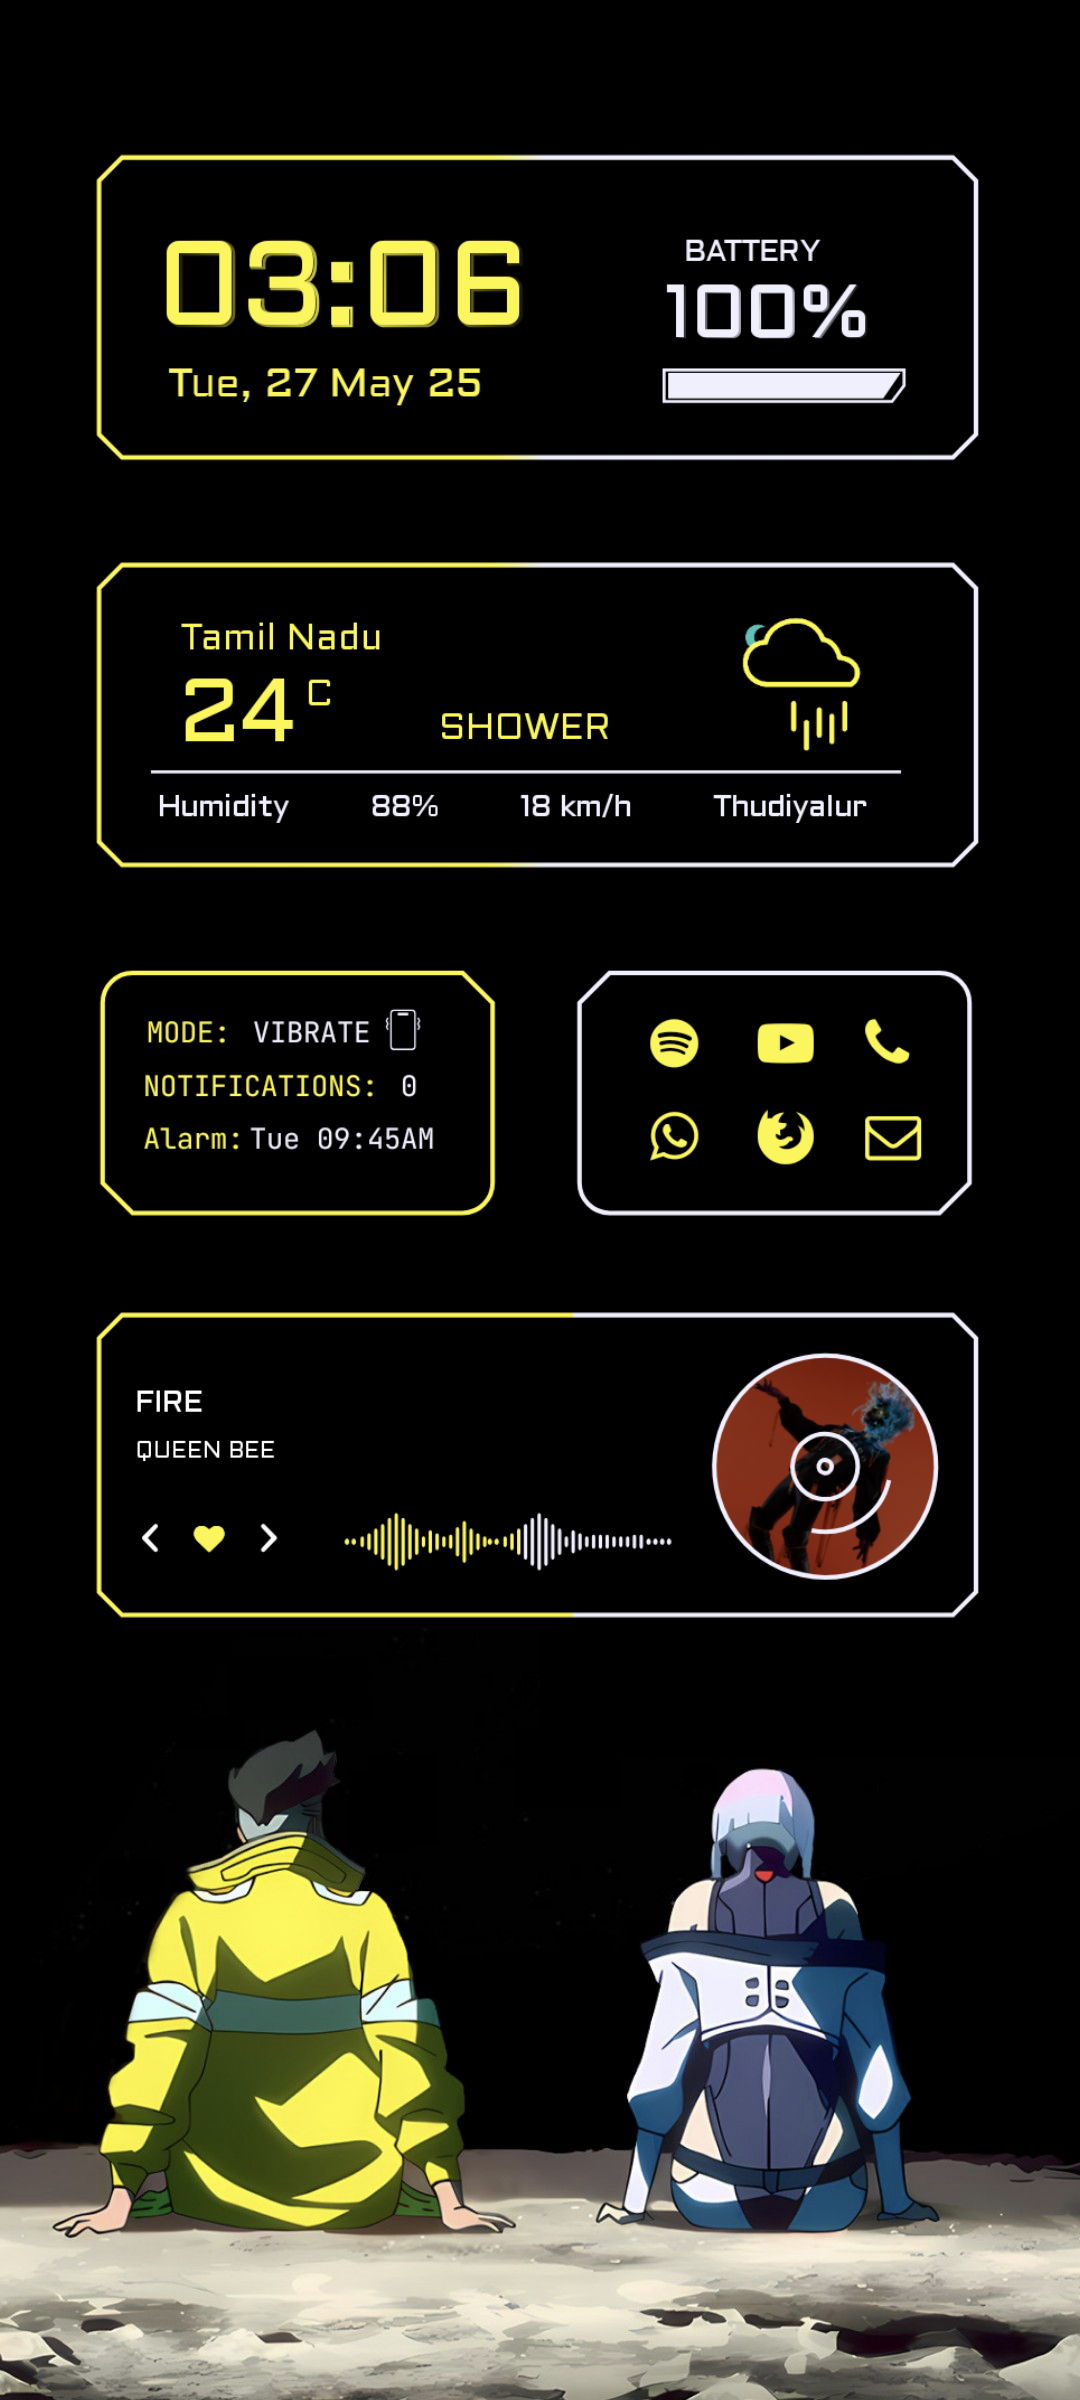 03:06
Tue, 27 May 25
BATTERY
100%
Tamil Nadu
24 C
SHOWER
Humidity 88% 18 km/h Thudiyalur
MODE: VIBRATE
NOTIFICATIONS: 0
Alarm: Tue 09:45AM
FIRE
QUEEN BEE